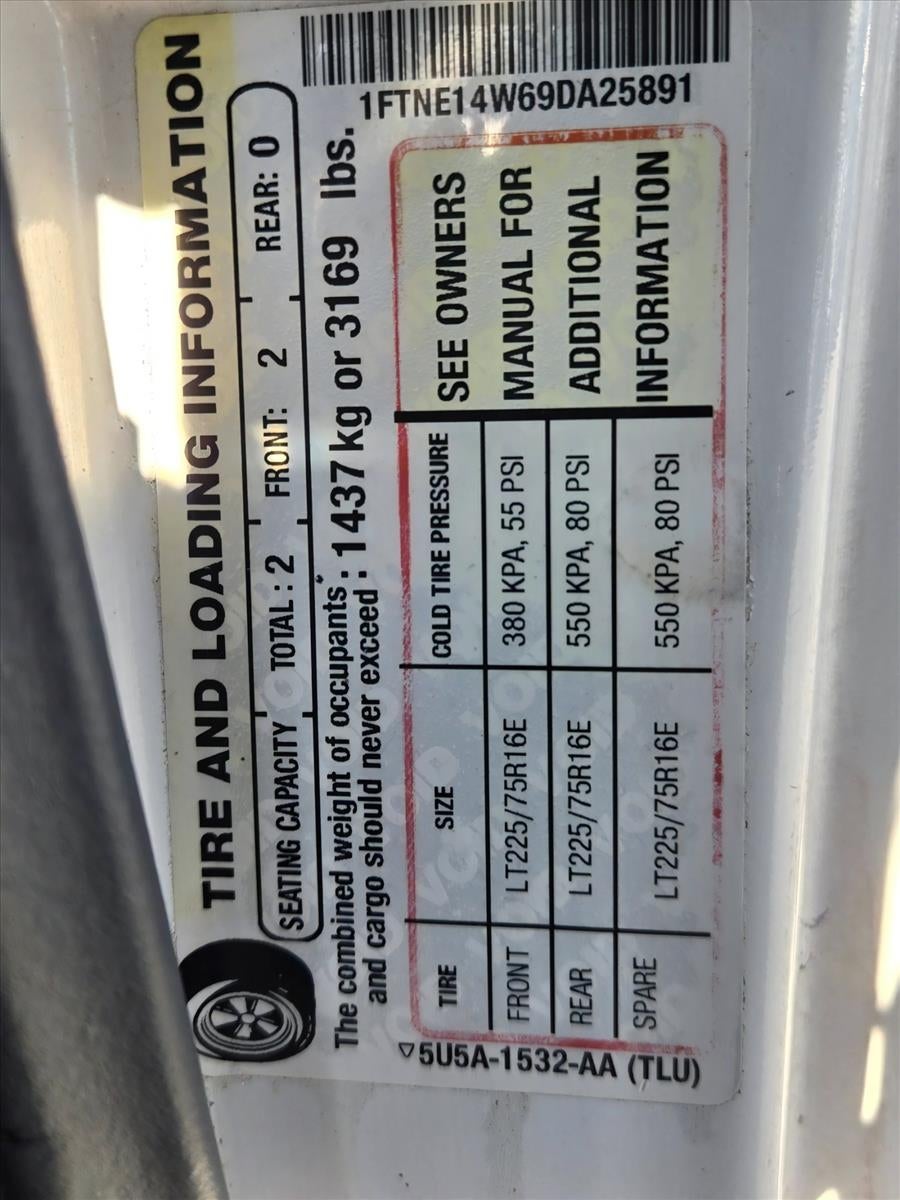 TIRE AND LOADING INFORMATION
SEATING CAPACITY TOTAL : 2 FRONT: 2 REAR: 0
The combined weight of occupants
and cargo should never exceed : 1437 kg or 3169 lbs.
1FTNE14W69DA25891
TIRE SIZE COLD TIRE PRESSURE
FRONT LT225/75R16E 380 KPA, 55 PSI
REAR LT225/75R16E 550 KPA, 80 PSI
SPARE LT225/75R16E 550 KPA, 80 PSI
SEE OWNERS
MANUAL FOR
ADDITIONAL
INFORMATION
5U5A-1532-AA (TLU)